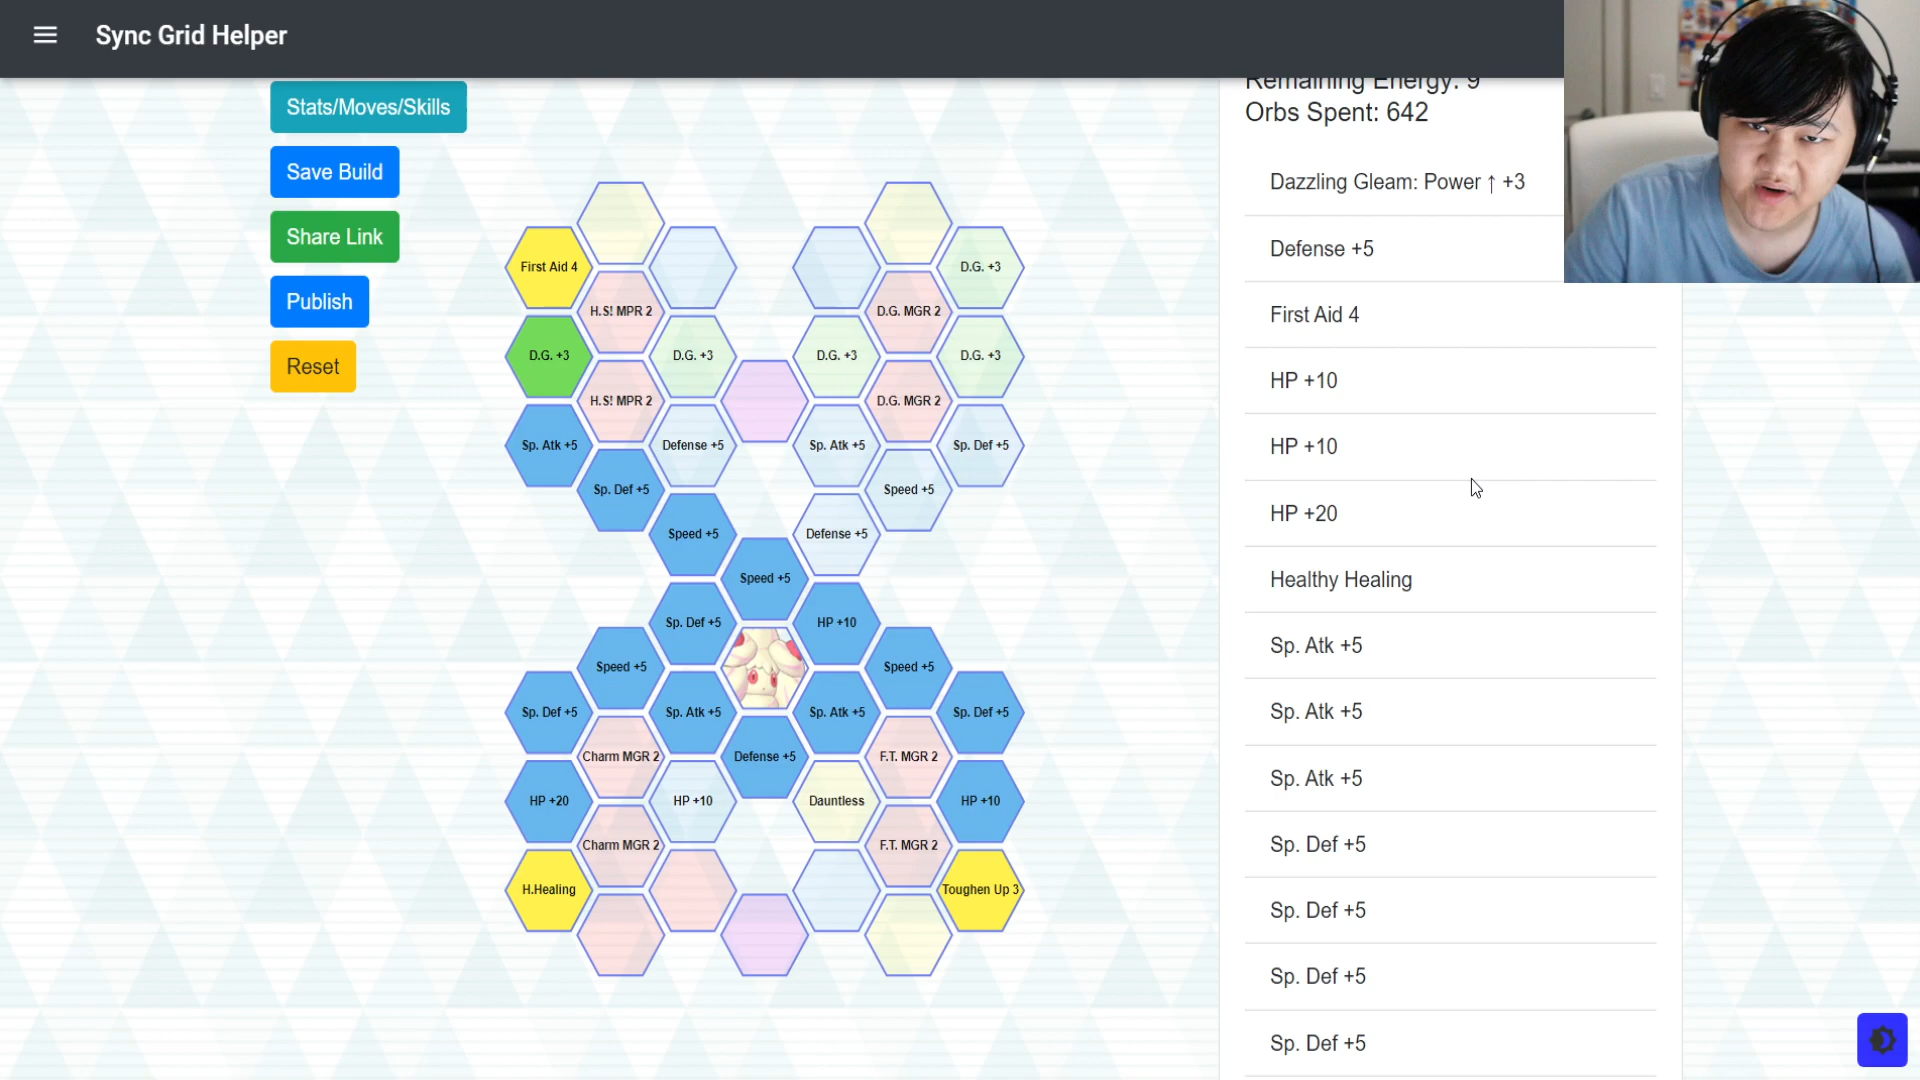 Sync Grid Helper
Stats/Moves/Skills
Save Build
Share Link
Publish
Reset
First Aid 4
D.G. +3
H.S! MPR 2
D.G. MGR 2
D.G. +3
D.G. +3
D.G. +3
D.G. +3
H.S! MPR 2
D.G. MGR 2
Sp. Atk +5
Defense +5
Sp. Atk +5
Sp. Def +5
Sp. Def +5
Speed +5
Speed +5
Defense +5
Speed +5
Sp. Def +5
HP +10
Speed +5
Speed +5
Sp. Def +5
Sp. Atk +5
Sp. Atk +5
Sp. Def +5
Charm MGR 2
Defense +5
F.T. MGR 2
HP +20
HP +10
Dauntless
HP +10
Charm MGR 2
F.T. MGR 2
H.Healing
Toughen Up 3
Remaining Energy: 9
Orbs Spent: 642
Dazzling Gleam: Power ↑ +3
Defense +5
First Aid 4
HP +10
HP +10
HP +20
Healthy Healing
Sp. Atk +5
Sp. Atk +5
Sp. Atk +5
Sp. Def +5
Sp. Def +5
Sp. Def +5
Sp. Def +5